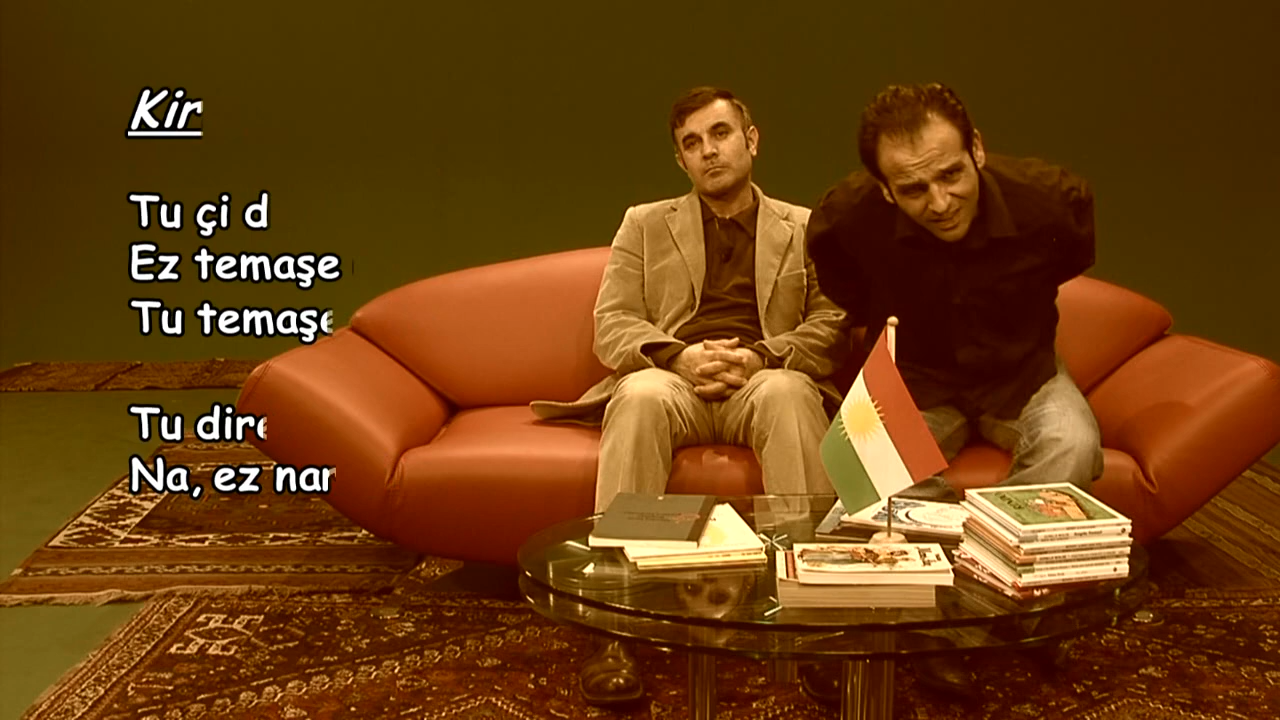 Kir
Tu çi d
Ez temaşe
Tu temaşe
Tu dire
Na, ez nar